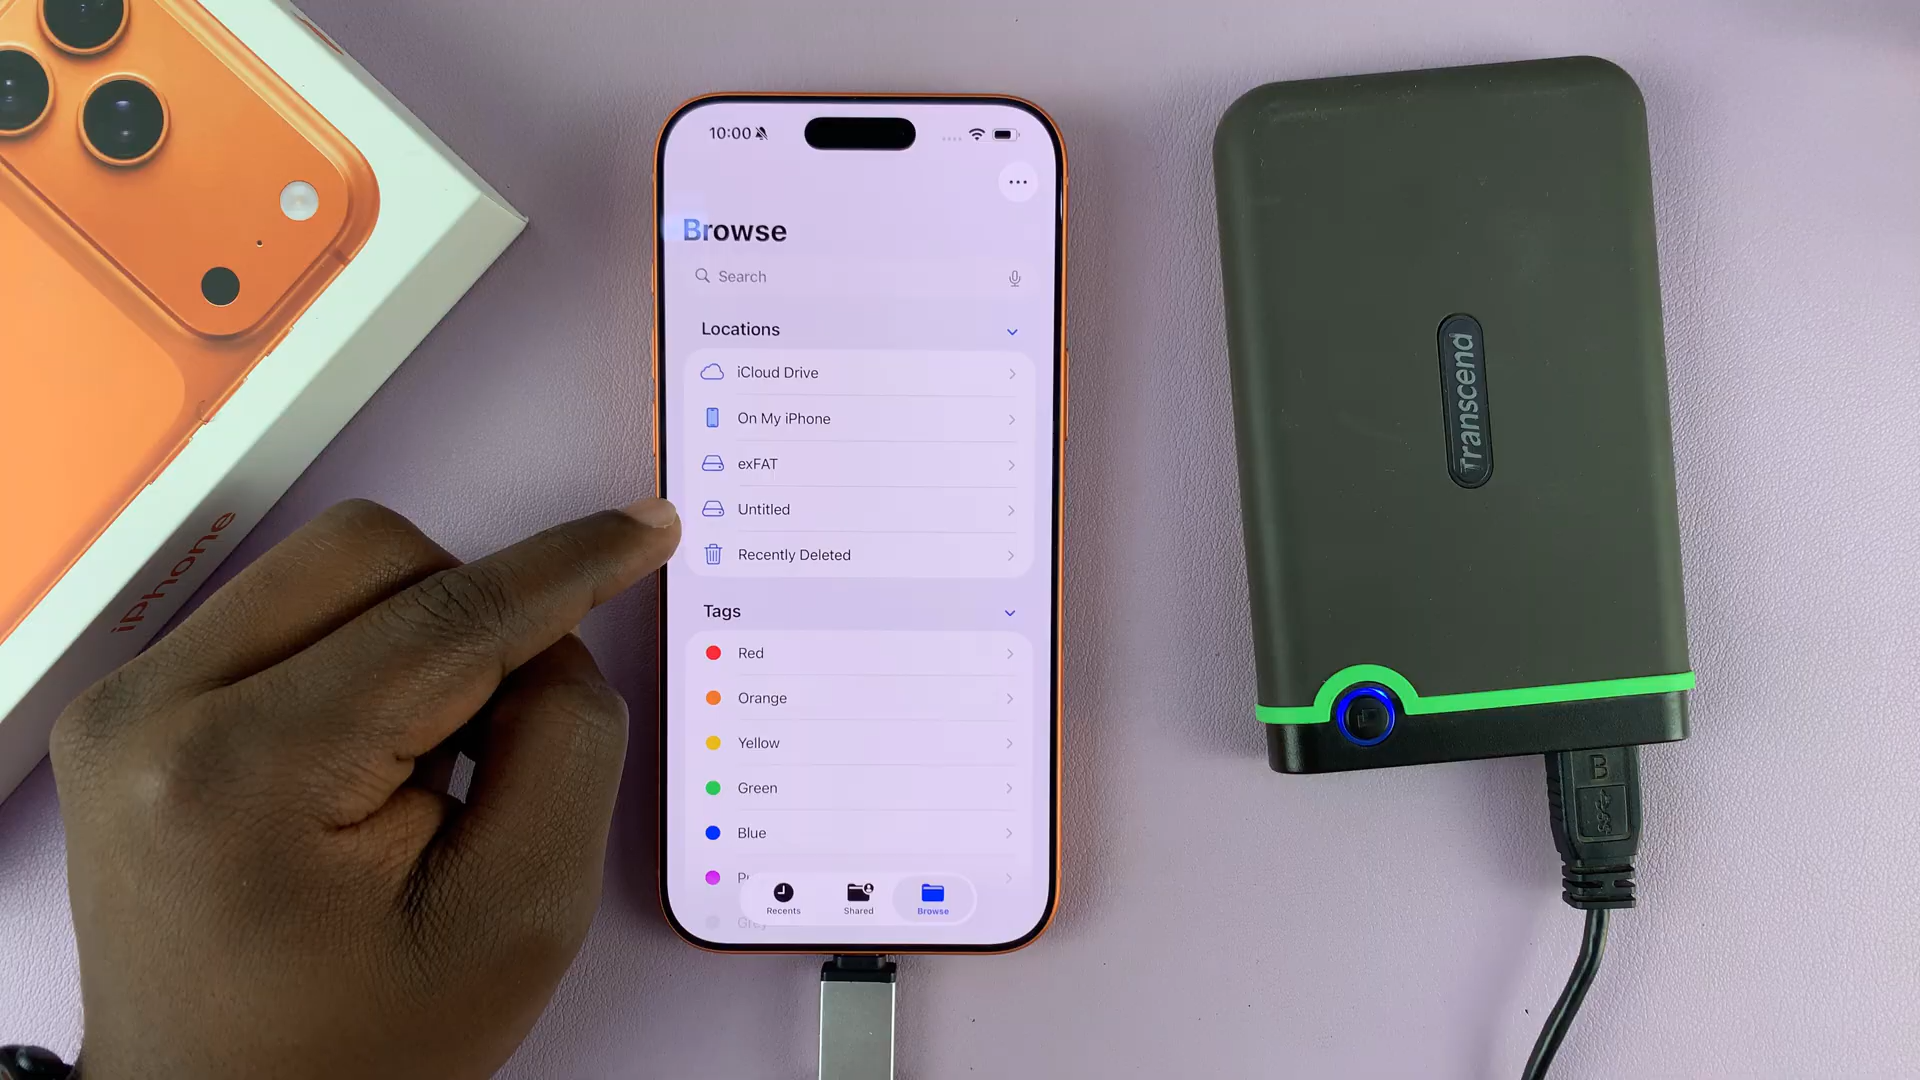 10:00
Browse
Search
Locations
iCloud Drive
On My iPhone
exFAT
Untitled
Recently Deleted
Tags
Red
Orange
Yellow
Green
Blue
Grey
Recents
Shared
Browse
iPhone
Transcend
B